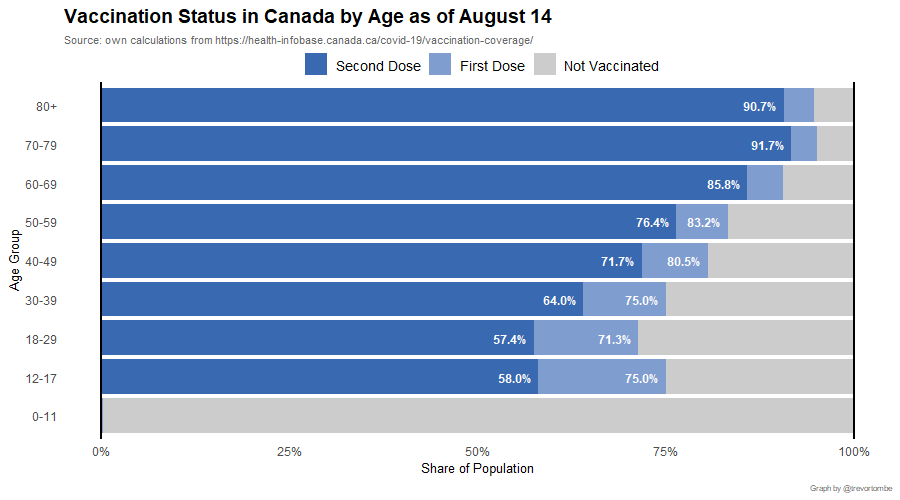 Vaccination Status in Canada by Age as of August 14
Source: own calculations from https://health-infobase.canada.ca/covid-19/vaccination-coverage/
Second Dose First Dose Not Vaccinated
Age Group
80+ 90.7%
70-79 91.7%
60-69 85.8%
50-59 76.4% 83.2%
40-49 71.7% 80.5%
30-39 64.0% 75.0%
18-29 57.4% 71.3%
12-17 58.0% 75.0%
0-11
0% 25% 50% 75% 100%
Share of Population
Graph by @trevortombe